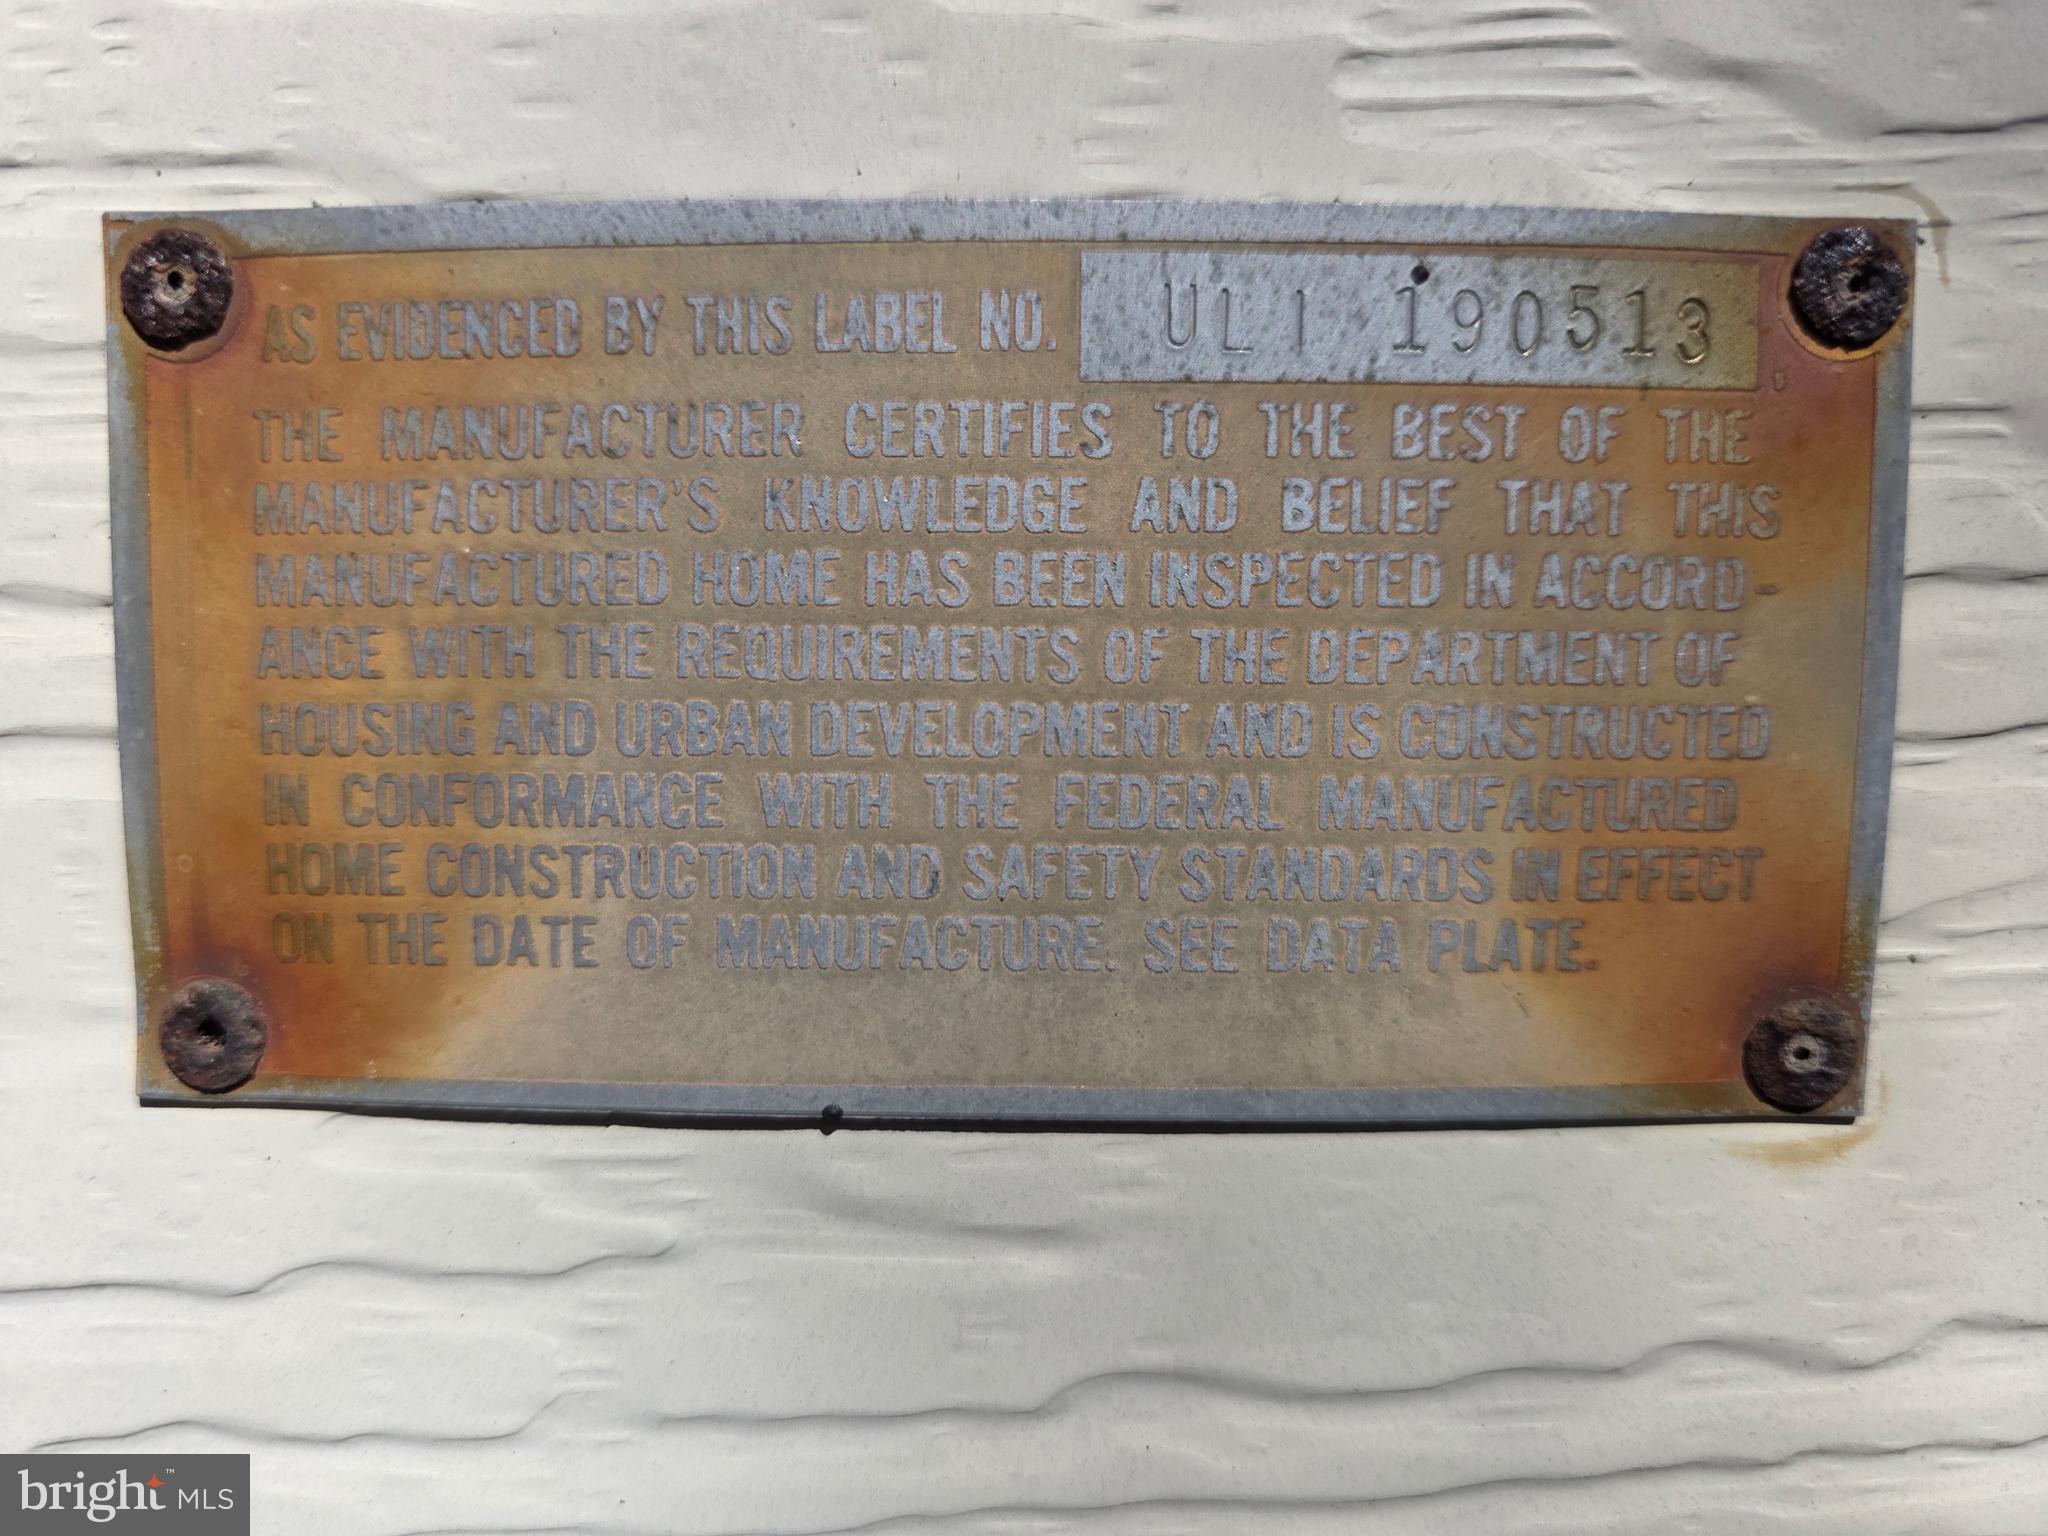 AS EVIDENCED BY THIS LABEL NO. ULI 190513
THE MANUFACTURER CERTIFIES TO THE BEST OF THE
MANUFACTURER'S KNOWLEDGE AND BELIEF THAT THIS
MANUFACTURED HOME HAS BEEN INSPECTED IN ACCORD-
ANCE WITH THE REQUIREMENTS OF THE DEPARTMENT OF
HOUSING AND URBAN DEVELOPMENT AND IS CONSTRUCTED
IN CONFORMANCE WITH THE FEDERAL MANUFACTURED
HOME CONSTRUCTION AND SAFETY STANDARDS IN EFFECT
ON THE DATE OF MANUFACTURE. SEE DATA PLATE.
bright™ MLS